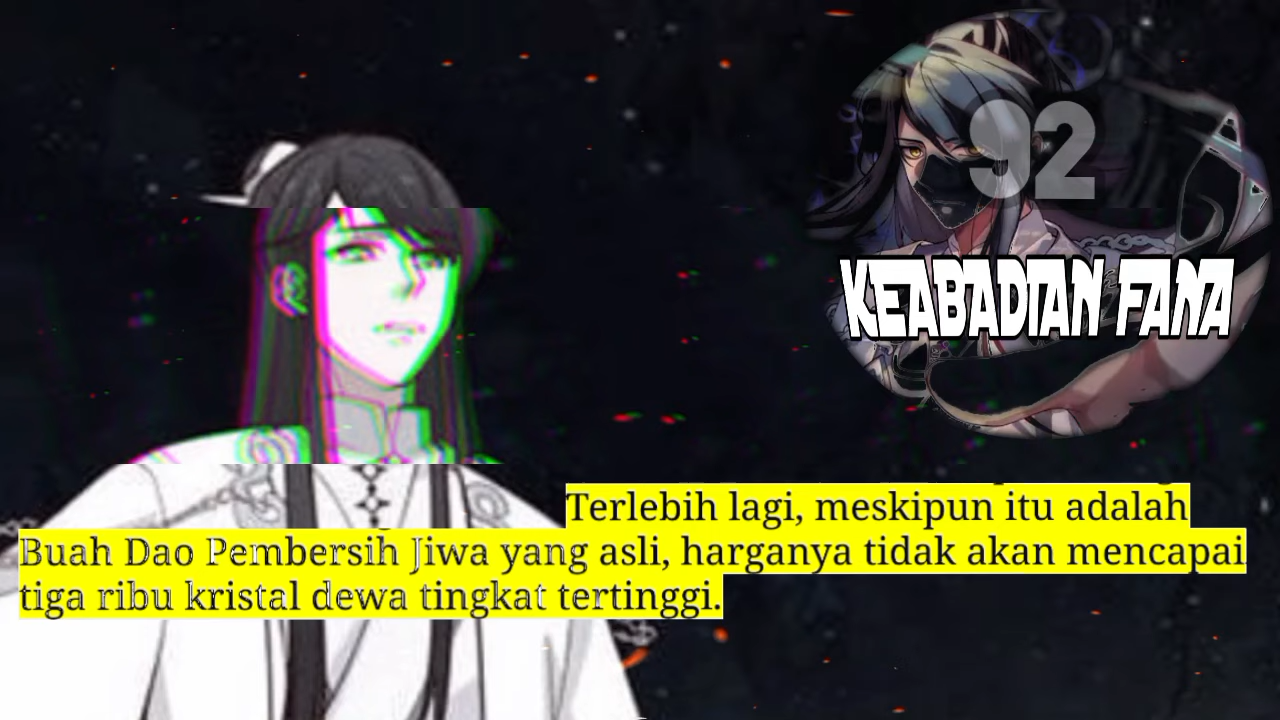 92
KEABADIAN FANA
Terlebih lagi, meskipun itu adalah
Buah Dao Pembersih Jiwa yang asli, harganya tidak akan mencapai
tiga ribu kristal dewa tingkat tertinggi.